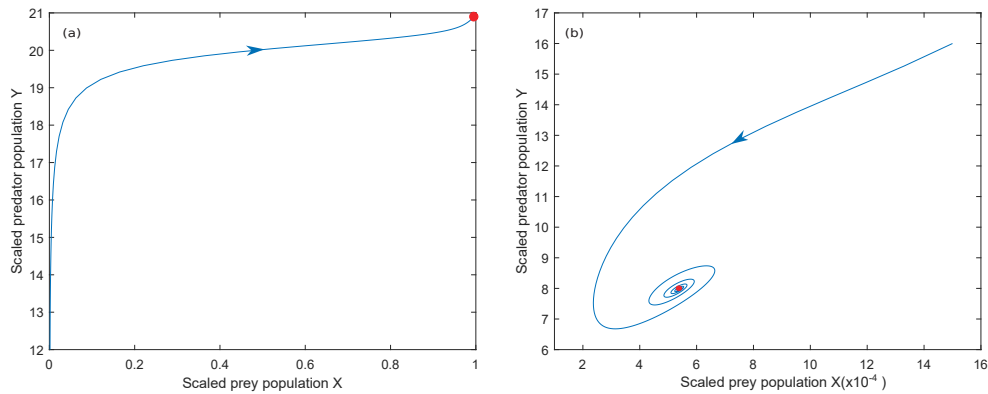 (a)
Scaled predator population Y
21
20
19
18
17
16
15
14
13
12
0 0.2 0.4 0.6 0.8 1
Scaled prey population X
(b)
Scaled predator population Y
17
16
15
14
13
12
11
10
9
8
7
6
2 4 6 8 10 12 14 16
Scaled prey population X(x10⁻⁴ )